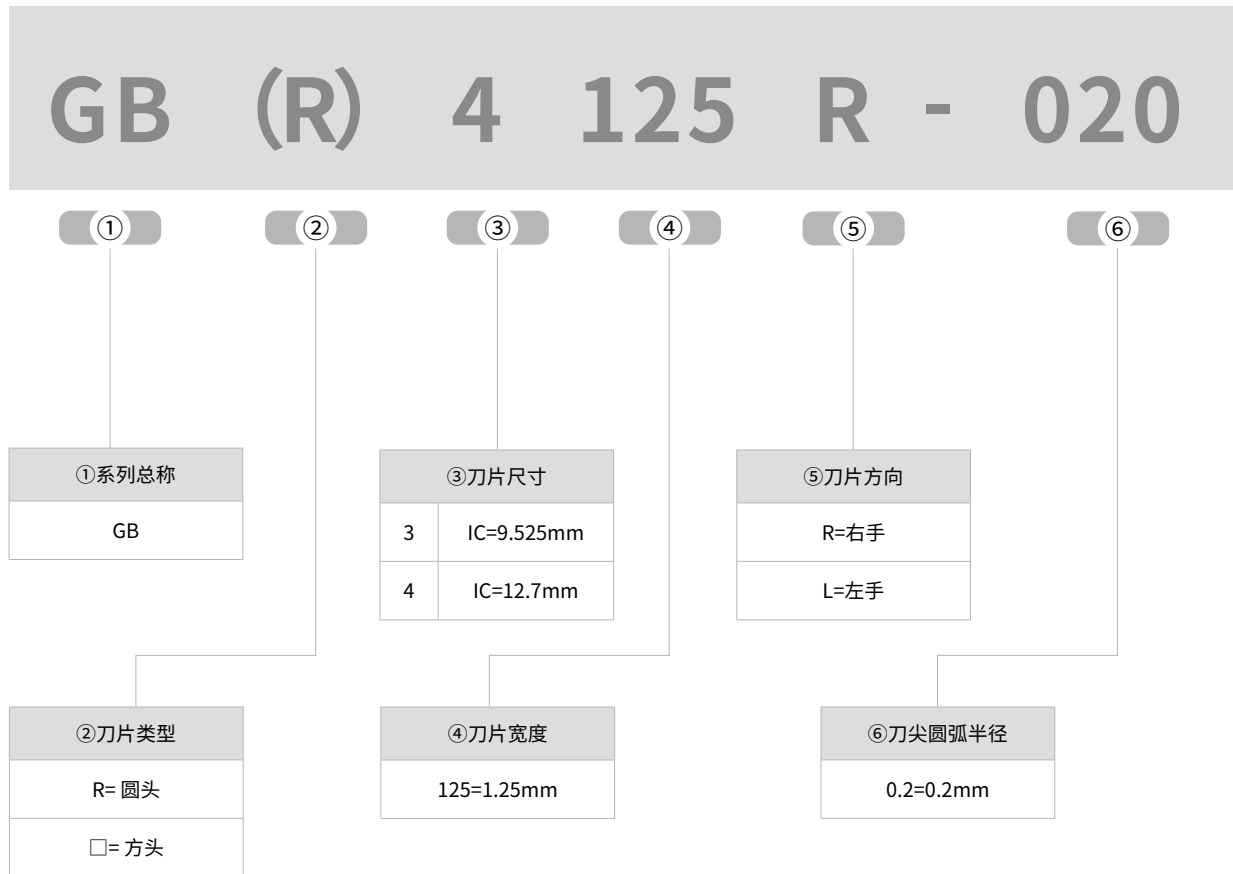 GB (R) 4 125 R - 020
① ② ③ ④ ⑤ ⑥
①系列总称
GB
③刀片尺寸
3 IC=9.525mm
4 IC=12.7mm
⑤刀片方向
R=右手
L=左手
②刀片类型
R= 圆头
□= 方头
④刀片宽度
125=1.25mm
⑥刀尖圆弧半径
0.2=0.2mm